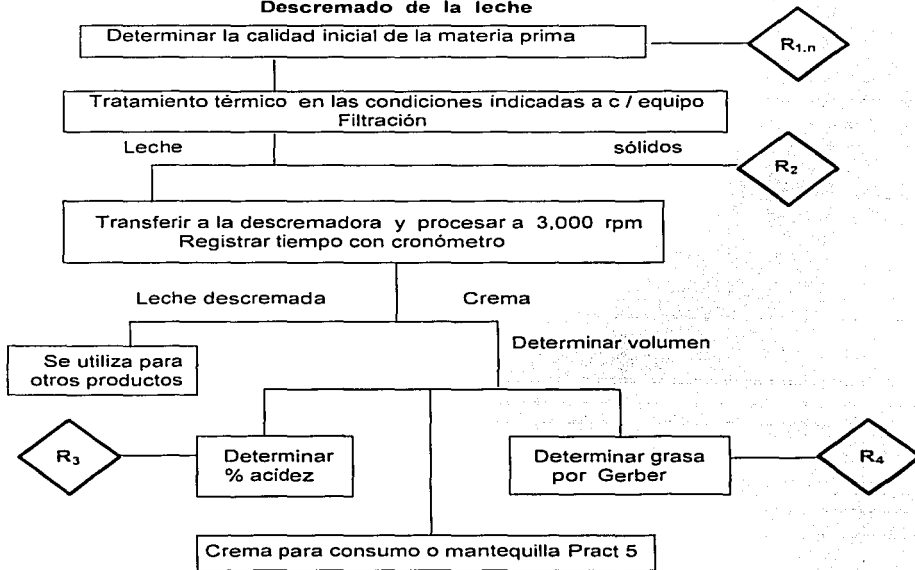 Descremado de la leche
Determinar la calidad inicial de la materia prima
R1.n
Tratamiento térmico en las condiciones indicadas a c / equipo
Filtración
Leche
sólidos
R2
Transferir a la descremadora y procesar a 3,000 rpm
Registrar tiempo con cronómetro
Leche descremada
Crema
Determinar volumen
Se utiliza para
otros productos
R3
Determinar
% acidez
Determinar grasa
por Gerber
R4
Crema para consumo o mantequilla Pract 5